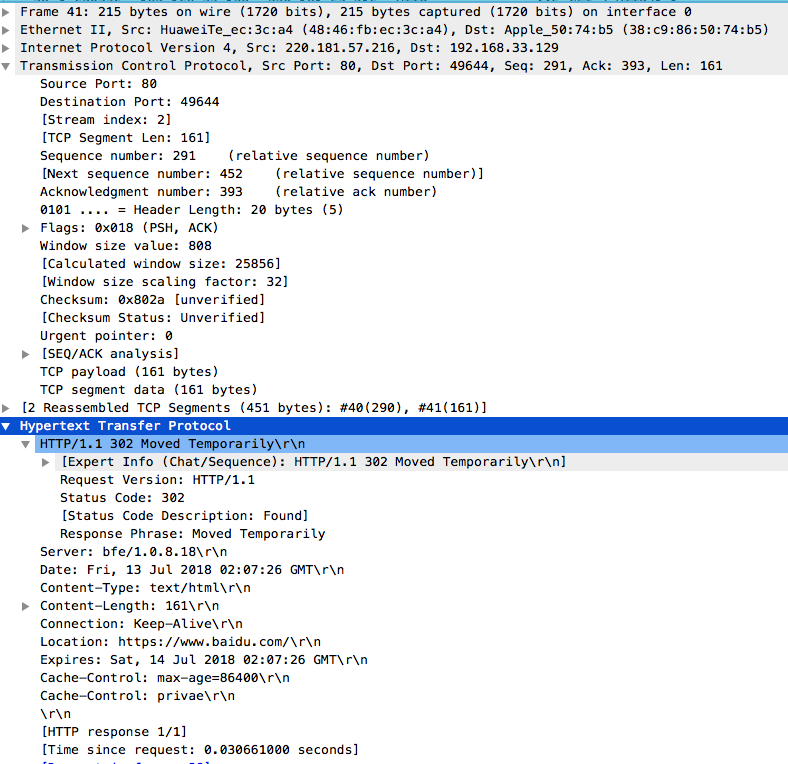 Frame 41: 215 bytes on wire (1720 bits), 215 bytes captured (1720 bits) on interface 0
Ethernet II, Src: HuaweiTe_ec:3c:a4 (48:46:fb:ec:3c:a4), Dst: Apple_50:74:b5 (38:c9:86:50:74:b5)
Internet Protocol Version 4, Src: 220.181.57.216, Dst: 192.168.33.129
Transmission Control Protocol, Src Port: 80, Dst Port: 49644, Seq: 291, Ack: 393, Len: 161
Source Port: 80
Destination Port: 49644
[Stream index: 2]
[TCP Segment Len: 161]
Sequence number: 291    (relative sequence number)
[Next sequence number: 452    (relative sequence number)]
Acknowledgment number: 393    (relative ack number)
0101 .... = Header Length: 20 bytes (5)
Flags: 0x018 (PSH, ACK)
Window size value: 808
[Calculated window size: 25856]
[Window size scaling factor: 32]
Checksum: 0x802a [unverified]
[Checksum Status: Unverified]
Urgent pointer: 0
[SEQ/ACK analysis]
TCP payload (161 bytes)
TCP segment data (161 bytes)
[2 Reassembled TCP Segments (451 bytes): #40(290), #41(161)]
Hypertext Transfer Protocol
HTTP/1.1 302 Moved Temporarily\r\n
[Expert Info (Chat/Sequence): HTTP/1.1 302 Moved Temporarily\r\n]
Request Version: HTTP/1.1
Status Code: 302
[Status Code Description: Found]
Response Phrase: Moved Temporarily
Server: bfe/1.0.8.18\r\n
Date: Fri, 13 Jul 2018 02:07:26 GMT\r\n
Content-Type: text/html\r\n
Content-Length: 161\r\n
Connection: Keep-Alive\r\n
Location: https://www.baidu.com/\r\n
Expires: Sat, 14 Jul 2018 02:07:26 GMT\r\n
Cache-Control: max-age=86400\r\n
Cache-Control: privae\r\n
\r\n
[HTTP response 1/1]
[Time since request: 0.030661000 seconds]